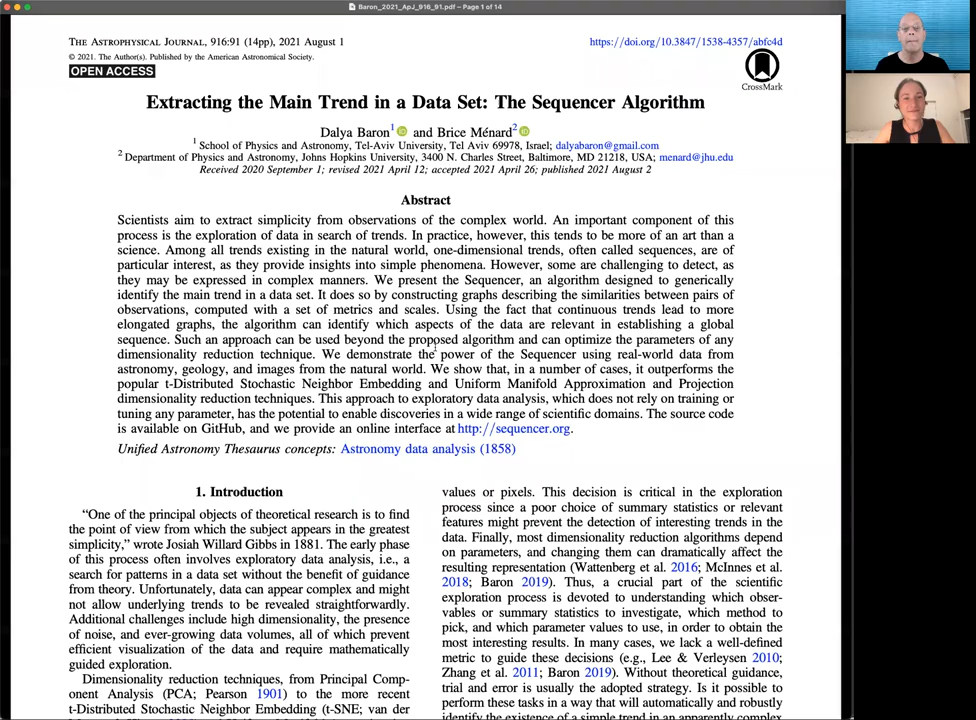 Baron_2021_ApJ_916_91.pdf – Page 1 of 14
THE ASTROPHYSICAL JOURNAL, 916:91 (14pp), 2021 August 1
https://doi.org/10.3847/1538-4357/abfc4d
© 2021. The Author(s). Published by the American Astronomical Society.
OPEN ACCESS
CrossMark
Extracting the Main Trend in a Data Set: The Sequencer Algorithm
Dalya Baron1 iD and Brice Ménard2 iD
1 School of Physics and Astronomy, Tel-Aviv University, Tel Aviv 69978, Israel; dalyabaron@gmail.com
2 Department of Physics and Astronomy, Johns Hopkins University, 3400 N. Charles Street, Baltimore, MD 21218, USA; menard@jhu.edu
Received 2020 September 1; revised 2021 April 12; accepted 2021 April 26; published 2021 August 2
Abstract
Scientists aim to extract simplicity from observations of the complex world. An important component of this
process is the exploration of data in search of trends. In practice, however, this tends to be more of an art than a
science. Among all trends existing in the natural world, one-dimensional trends, often called sequences, are of
particular interest, as they provide insights into simple phenomena. However, some are challenging to detect, as
they may be expressed in complex manners. We present the Sequencer, an algorithm designed to generically
identify the main trend in a data set. It does so by constructing graphs describing the similarities between pairs of
observations, computed with a set of metrics and scales. Using the fact that continuous trends lead to more
elongated graphs, the algorithm can identify which aspects of the data are relevant in establishing a global
sequence. Such an approach can be used beyond the proposed algorithm and can optimize the parameters of any
dimensionality reduction technique. We demonstrate the power of the Sequencer using real-world data from
astronomy, geology, and images from the natural world. We show that, in a number of cases, it outperforms the
popular t-Distributed Stochastic Neighbor Embedding and Uniform Manifold Approximation and Projection
dimensionality reduction techniques. This approach to exploratory data analysis, which does not rely on training or
tuning any parameter, has the potential to enable discoveries in a wide range of scientific domains. The source code
is available on GitHub, and we provide an online interface at http://sequencer.org.
Unified Astronomy Thesaurus concepts: Astronomy data analysis (1858)
1. Introduction
“One of the principal objects of theoretical research is to find
the point of view from which the subject appears in the greatest
simplicity,” wrote Josiah Willard Gibbs in 1881. The early phase
of this process often involves exploratory data analysis, i.e., a
search for patterns in a data set without the benefit of guidance
from theory. Unfortunately, data can appear complex and might
not allow underlying trends to be revealed straightforwardly.
Additional challenges include high dimensionality, the presence
of noise, and ever-growing data volumes, all of which prevent
efficient visualization of the data and require mathematically
guided exploration.
Dimensionality reduction techniques, from Principal Comp-
onent Analysis (PCA; Pearson 1901) to the more recent
t-Distributed Stochastic Neighbor Embedding (t-SNE; van der
values or pixels. This decision is critical in the exploration
process since a poor choice of summary statistics or relevant
features might prevent the detection of interesting trends in the
data. Finally, most dimensionality reduction algorithms depend
on parameters, and changing them can dramatically affect the
resulting representation (Wattenberg et al. 2016; McInnes et al.
2018; Baron 2019). Thus, a crucial part of the scientific
exploration process is devoted to understanding which obser-
vables or summary statistics to investigate, which method to
pick, and which parameter values to use, in order to obtain the
most interesting results. In many cases, we lack a well-defined
metric to guide these decisions (e.g., Lee & Verleysen 2010;
Zhang et al. 2011; Baron 2019). Without theoretical guidance,
trial and error is usually the adopted strategy. Is it possible to
perform these tasks in a way that will automatically and robustly
identify the existence of a simple trend in an apparently complex